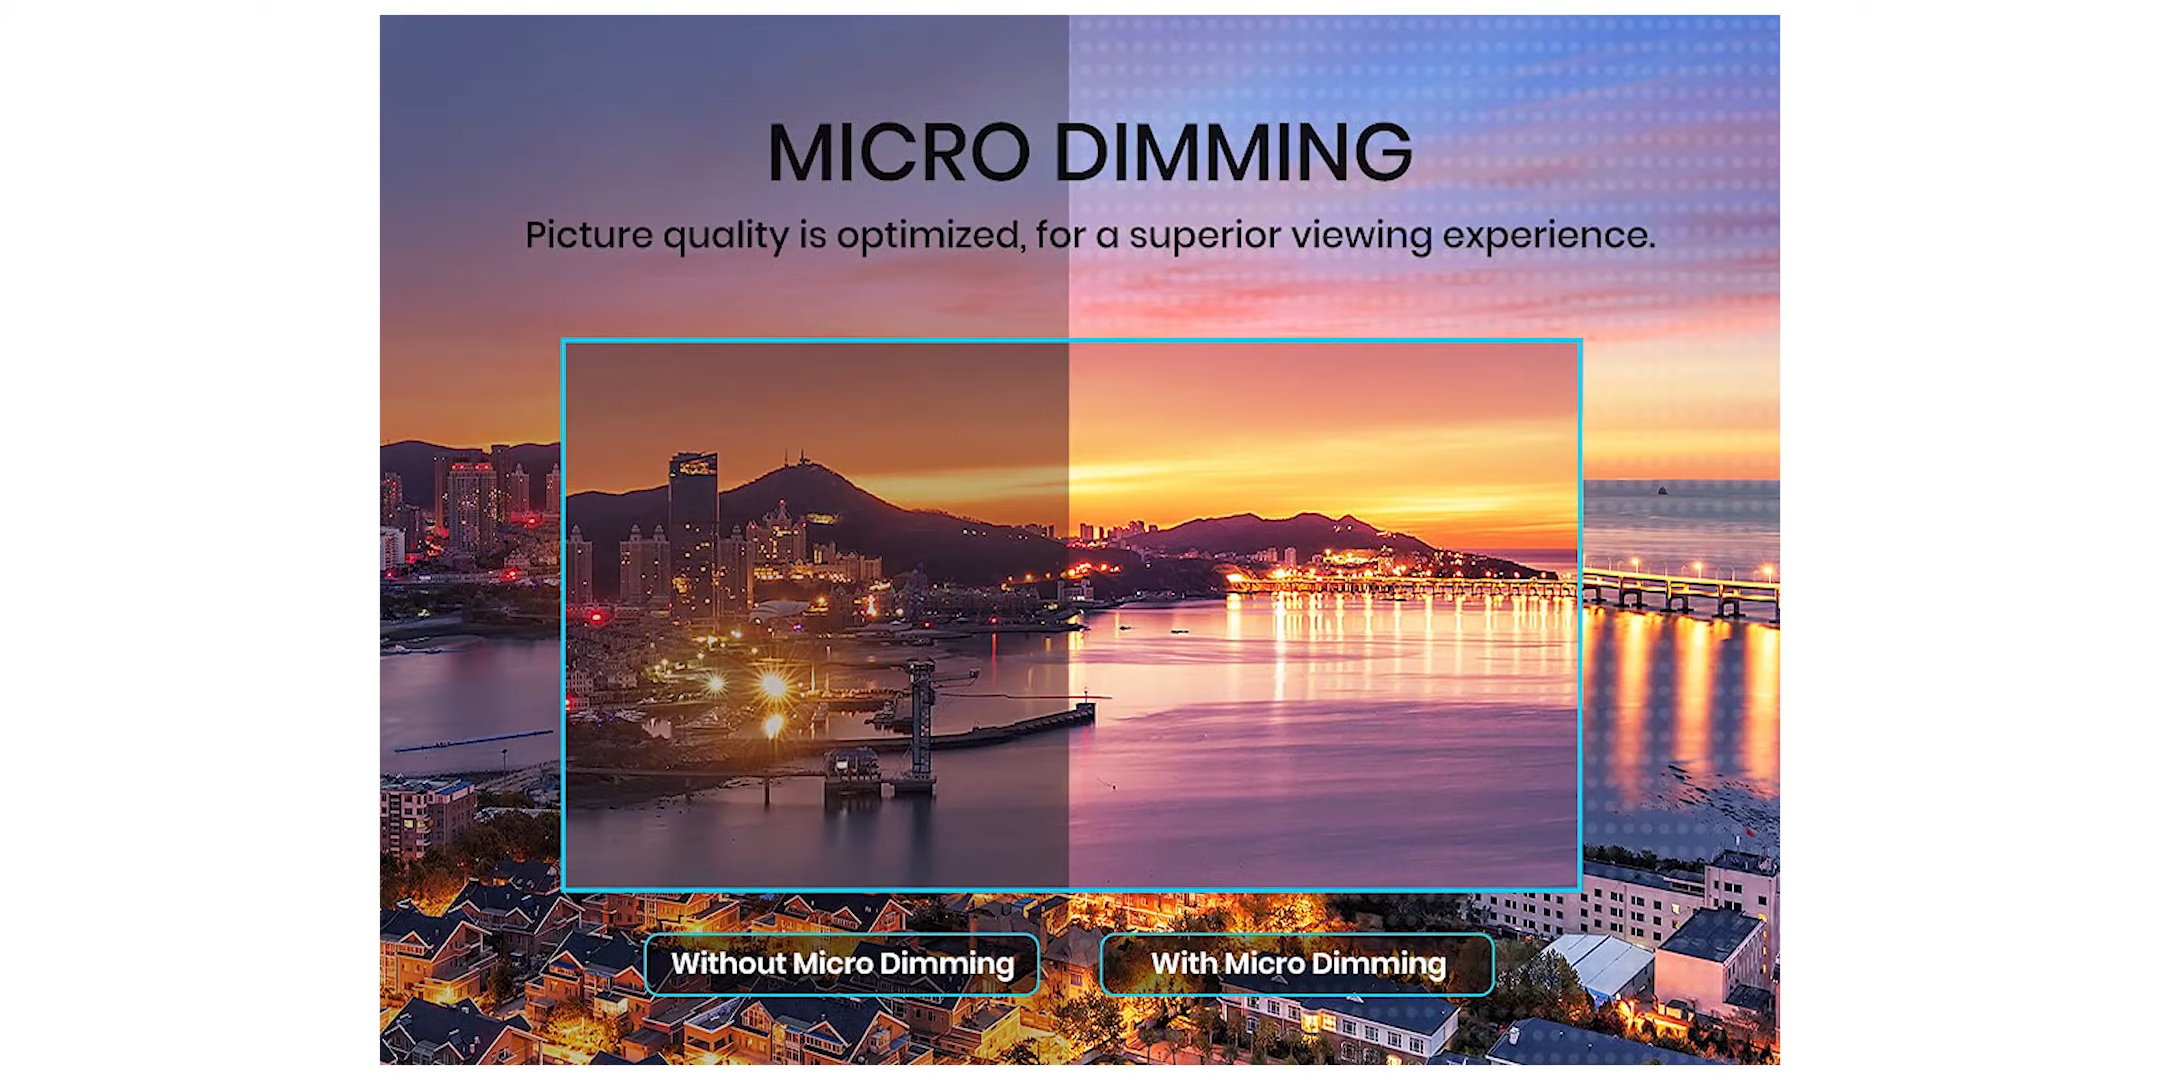 MICRO DIMMING
Picture quality is optimized, for a superior viewing experience.
Without Micro Dimming
With Micro Dimming